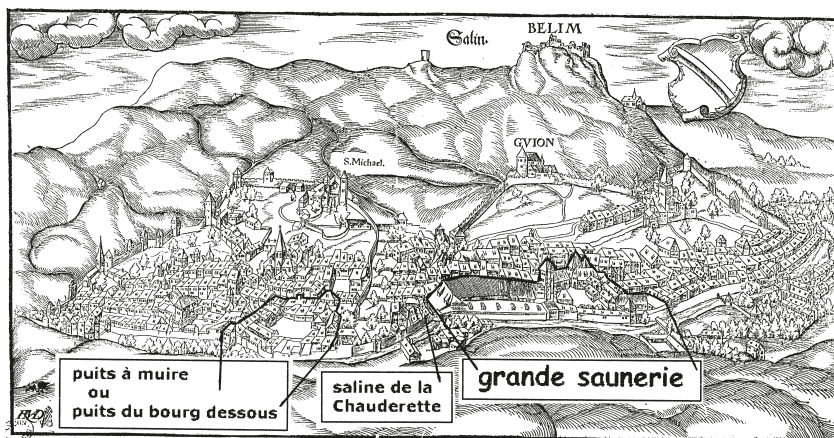 Salin.
BELIM
GVION
S.Michael.
puits à muire
ou
puits du bourg dessous
saline de la
Chauderette
grande saunerie